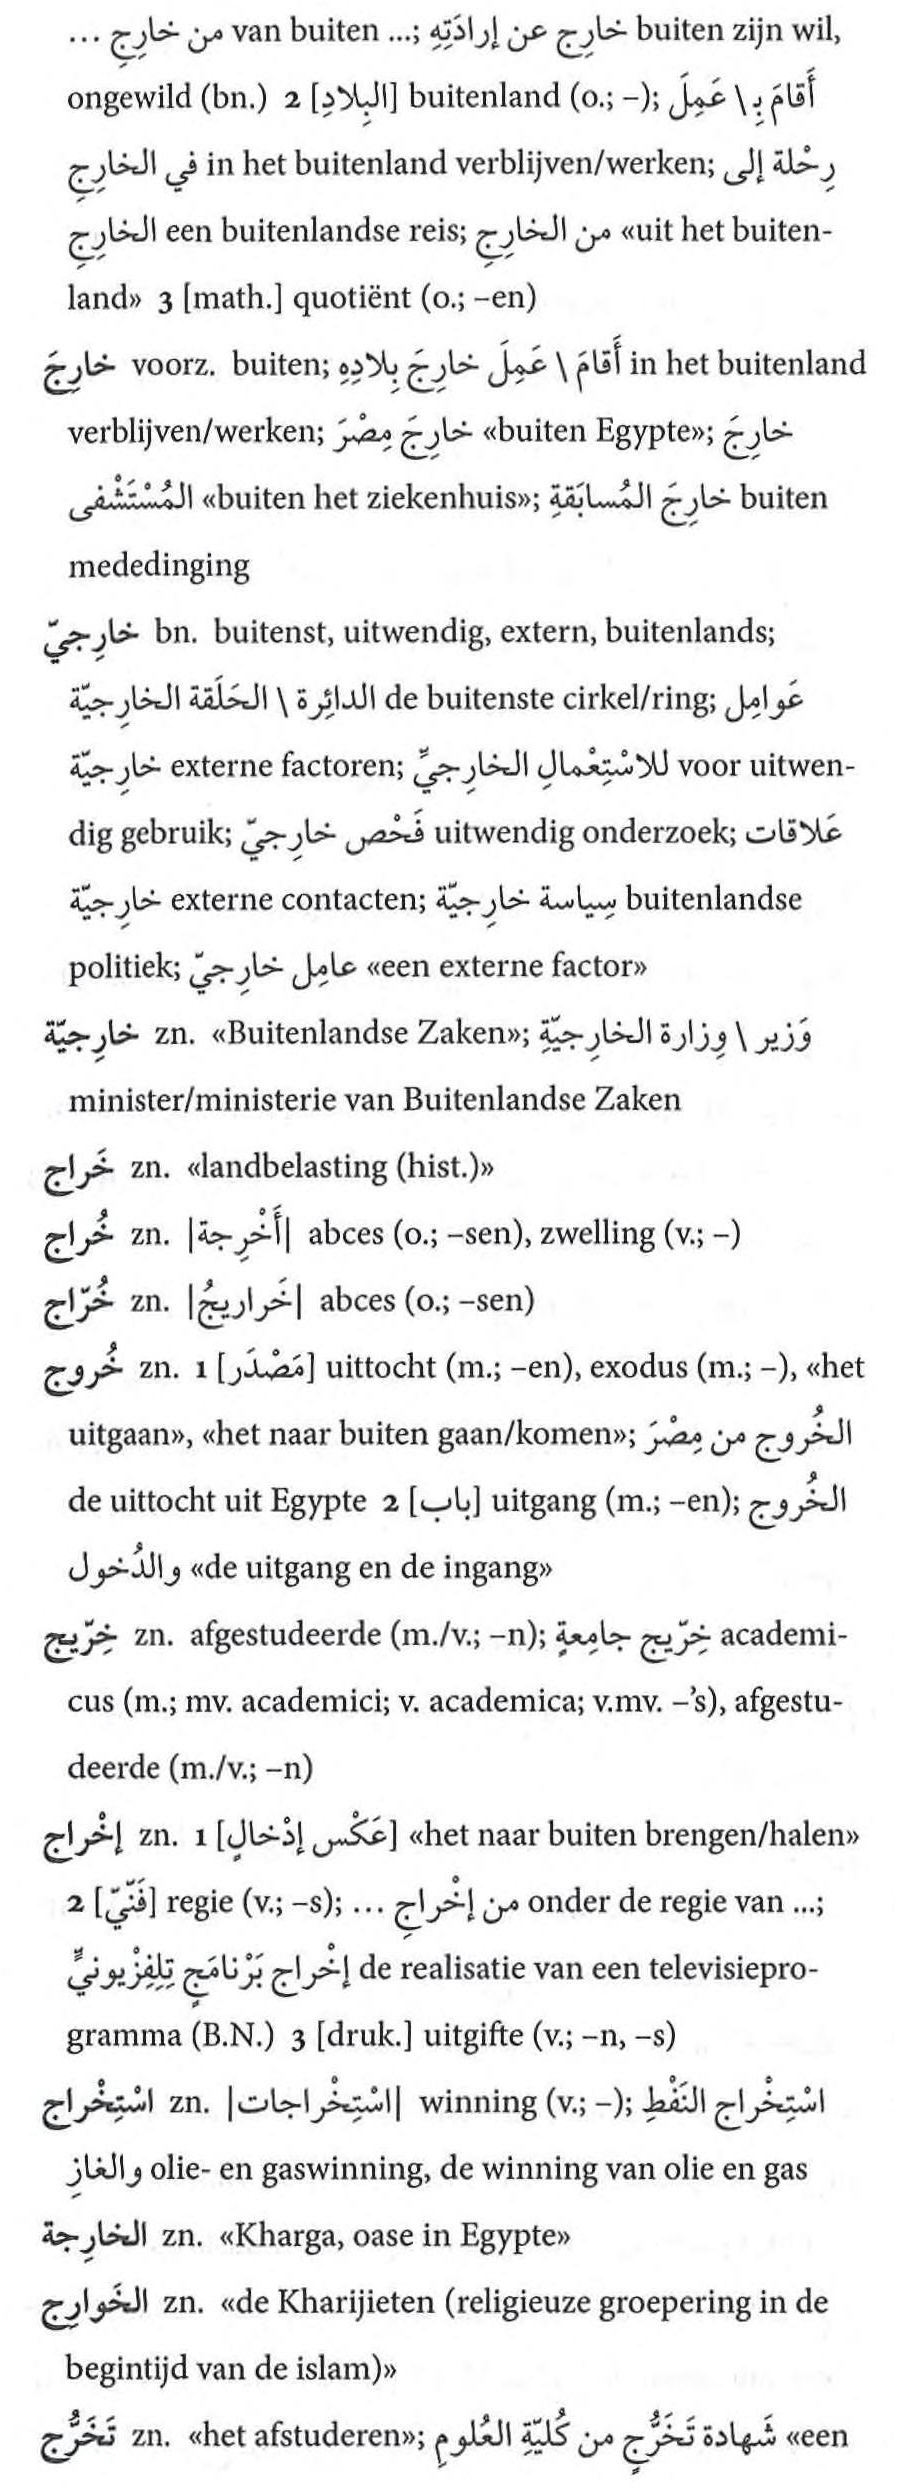 من خارِجِ ... van buiten ...; خارِج عن إرادَتِهِ buiten zijn wil,
ongewild (bn.) 2 [البِلادِ] buitenland (o.; –); أَقامَ بِـ \ عَمِلَ
في الخارِجِ in het buitenland verblijven/werken; رِحْلة إلى
الخارِجِ een buitenlandse reis; من الخارِجِ «uit het buiten-
land» 3 [math.] quotiënt (o.; –en)
خارِجَ voorz. buiten; أَقامَ \ عَمِلَ خارِجَ بِلادِهِ in het buitenland
verblijven/werken; خارِجَ مِصْرَ «buiten Egypte»; خارِجَ
المُسْتَشْفى «buiten het ziekenhuis»; خارِجَ المُسابَقةِ buiten
mededinging
خارِجيّ bn. buitenst, uitwendig, extern, buitenlands;
الدائِرة \ الحَلَقة الخارِجيّة de buitenste cirkel/ring; عَوامِل
خارِجيّة externe factoren; للاسْتِعْمالِ الخارِجيِّ voor uitwen-
dig gebruik; فَحْص خارِجيّ uitwendig onderzoek; عَلاقات
خارِجيّة externe contacten; سِياسة خارِجيّة buitenlandse
politiek; عامِل خارِجيّ «een externe factor»
خارِجيّة zn. «Buitenlandse Zaken»; وَزير \ وِزارة الخارِجيّةِ
minister/ministerie van Buitenlandse Zaken
خَراج zn. «landbelasting (hist.)»
خُراج zn. |أَخْرِجة| abces (o.; –sen), zwelling (v.; –)
خُرّاج zn. |خَراريجُ| abces (o.; –sen)
خُروج zn. 1 [مَصْدَر] uittocht (m.; –en), exodus (m.; –), «het
uitgaan», «het naar buiten gaan/komen»; الخُروج من مِصْرَ
de uittocht uit Egypte 2 [باب] uitgang (m.; –en); الخُروج
والدُخول «de uitgang en de ingang»
خِرّيج zn. afgestudeerde (m./v.; –n); خِرّيج جامِعةٍ academi-
cus (m.; mv. academici; v. academica; v.mv. –’s), afgestu-
deerde (m./v.; –n)
إخْراج zn. 1 [عَكْس إدْخالٍ] «het naar buiten brengen/halen»
2 [فَنّيّ] regie (v.; –s); من إخْراجِ ... onder de regie van ...;
إخْراج بَرْنامَجٍ تِلِفِزْيونيٍّ de realisatie van een televisiepro-
gramma (B.N.) 3 [druk.] uitgifte (v.; –n, –s)
اسْتِخْراج zn. |اسْتِخْراجات| winning (v.; –); اسْتِخْراج النَفْطِ
والغازِ olie- en gaswinning, de winning van olie en gas
الخارِجة zn. «Kharga, oase in Egypte»
الخَوارِج zn. «de Kharijieten (religieuze groepering in de
begintijd van de islam)»
تَخَرُّج zn. «het afstuderen»; شَهادة تَخَرُّجٍ من كُلّيّةِ العُلومِ «een